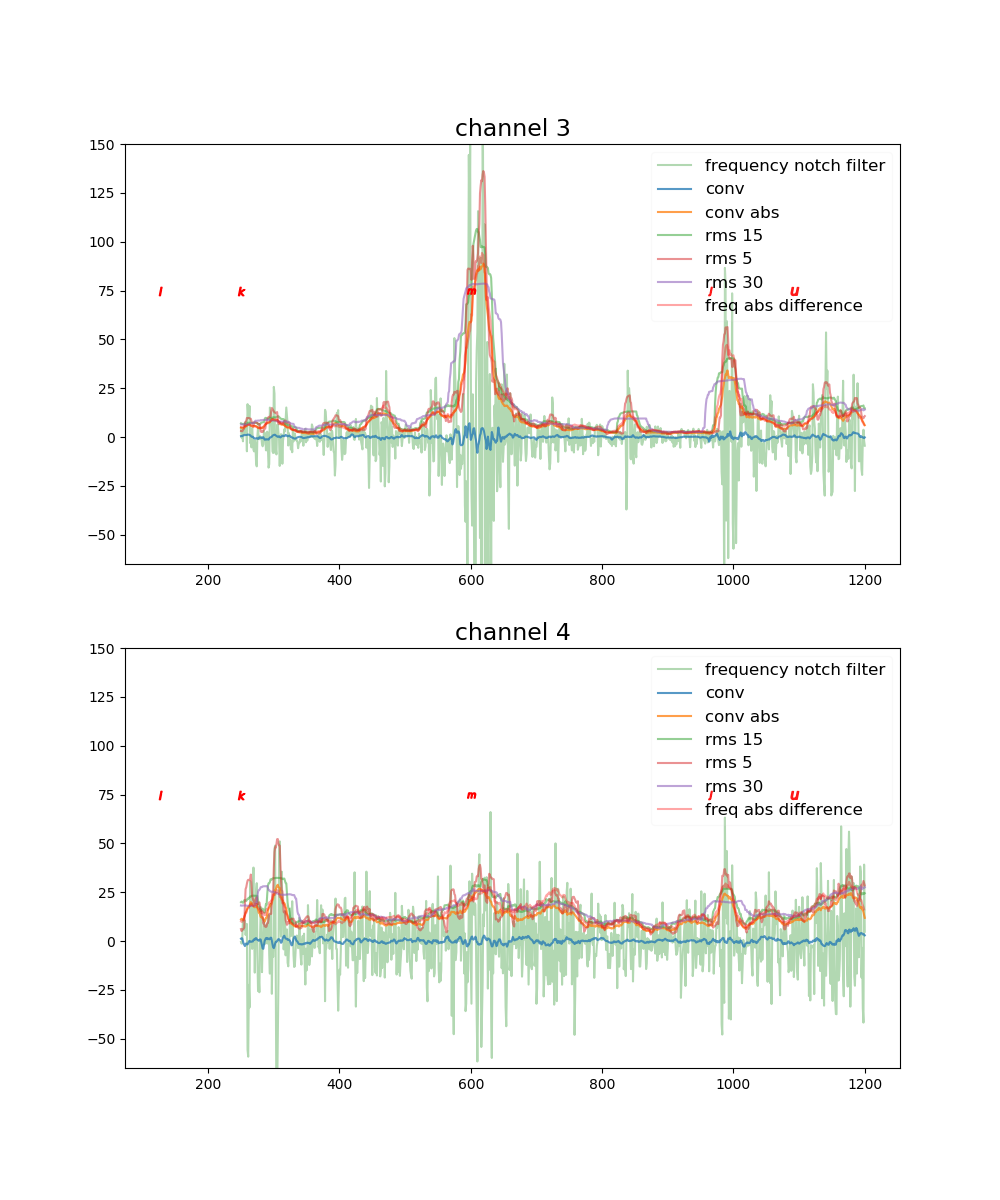 channel 3
150
125
100
75
50
25
0
−25
−50
200 400 600 800 1000 1200
frequency notch filter
conv
conv abs
rms 15
rms 5
rms 30
freq abs difference
l k m U
channel 4
150
125
100
75
50
25
0
−25
−50
200 400 600 800 1000 1200
frequency notch filter
conv
conv abs
rms 15
rms 5
rms 30
freq abs difference
l k m U